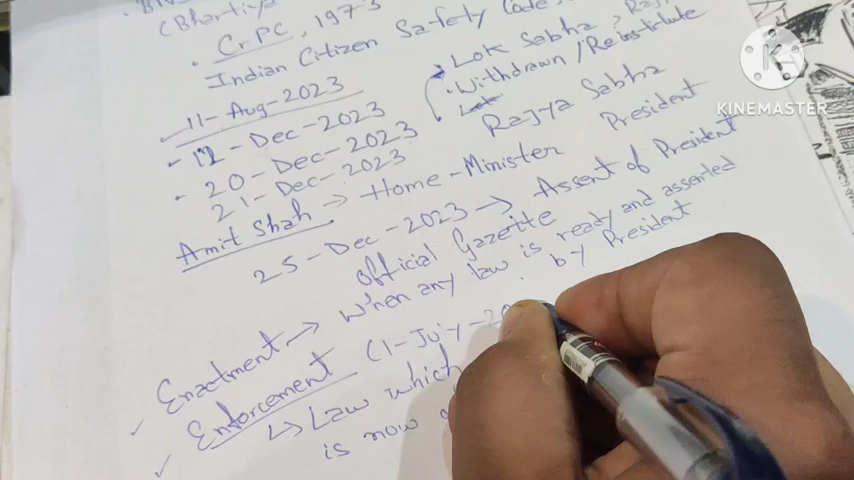 (Bhartiya
• CrPC, 1973
Indian Citizen Safety Code
11-Aug-2023
• Lok Sabha,
• Withdrawn/Reinstitute
• 12-Dec-2023
• 20-Dec-2023
Rajya Sabha
21-Dec-2023
President
Amit Shah → Home-Minister
25-Dec-2023 → Assent of President
official Gazette
Enactment → When any law is ready and assented
by President
Enforcement (1-July-20
↳ Law which
is now
KINEMASTER